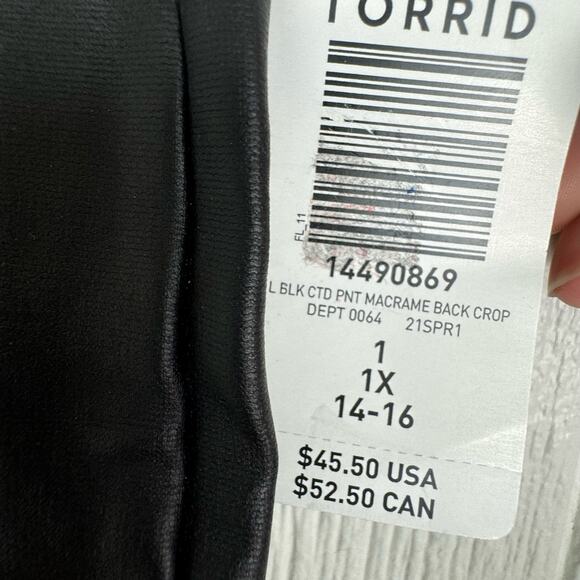 TORRID
FL_11
14490869
L BLK CTD PNT MACRAME BACK CROP
DEPT 0064 21SPR1
1
1X
14-16
$45.50 USA
$52.50 CAN